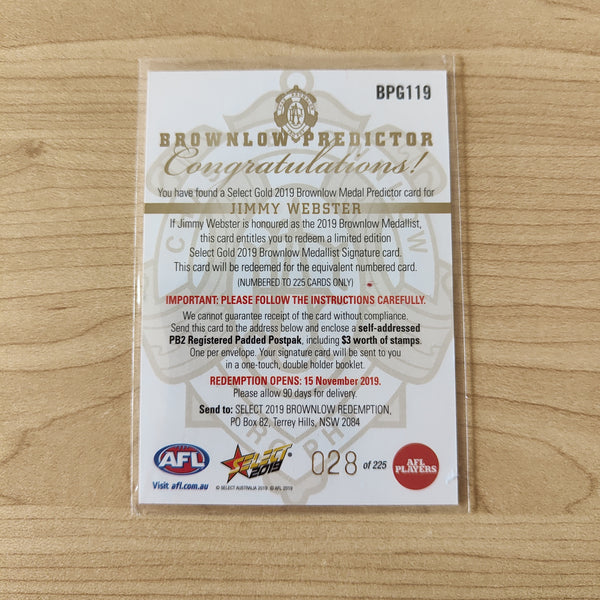 BPG119
BROWNLOW PREDICTOR
Congratulations!
You have found a Select Gold 2019 Brownlow Medal Predictor card for
JIMMY WEBSTER
If Jimmy Webster is honoured as the 2019 Brownlow Medallist,
this card entitles you to redeem a limited edition
Select Gold 2019 Brownlow Medallist Signature card.
This card will be redeemed for the equivalent numbered card.
(NUMBERED TO 225 CARDS ONLY)
IMPORTANT: PLEASE FOLLOW THE INSTRUCTIONS CAREFULLY.
We cannot guarantee receipt of the card without compliance.
Send this card to the address below and enclose a self-addressed
PB2 Registered Padded Postpak, including $3 worth of stamps.
One per envelope. Your signature card will be sent to you
in a one-touch, double holder booklet.
REDEMPTION OPENS: 15 November 2019.
Please allow 90 days for delivery.
Send to: SELECT 2019 BROWNLOW REDEMPTION,
PO Box 82, Terrey Hills, NSW 2084
AFL
Visit afl.com.au
SELECT
2019
© SELECT AUSTRALIA 2019 © AFL 2019
028 of 225
AFL
PLAYERS